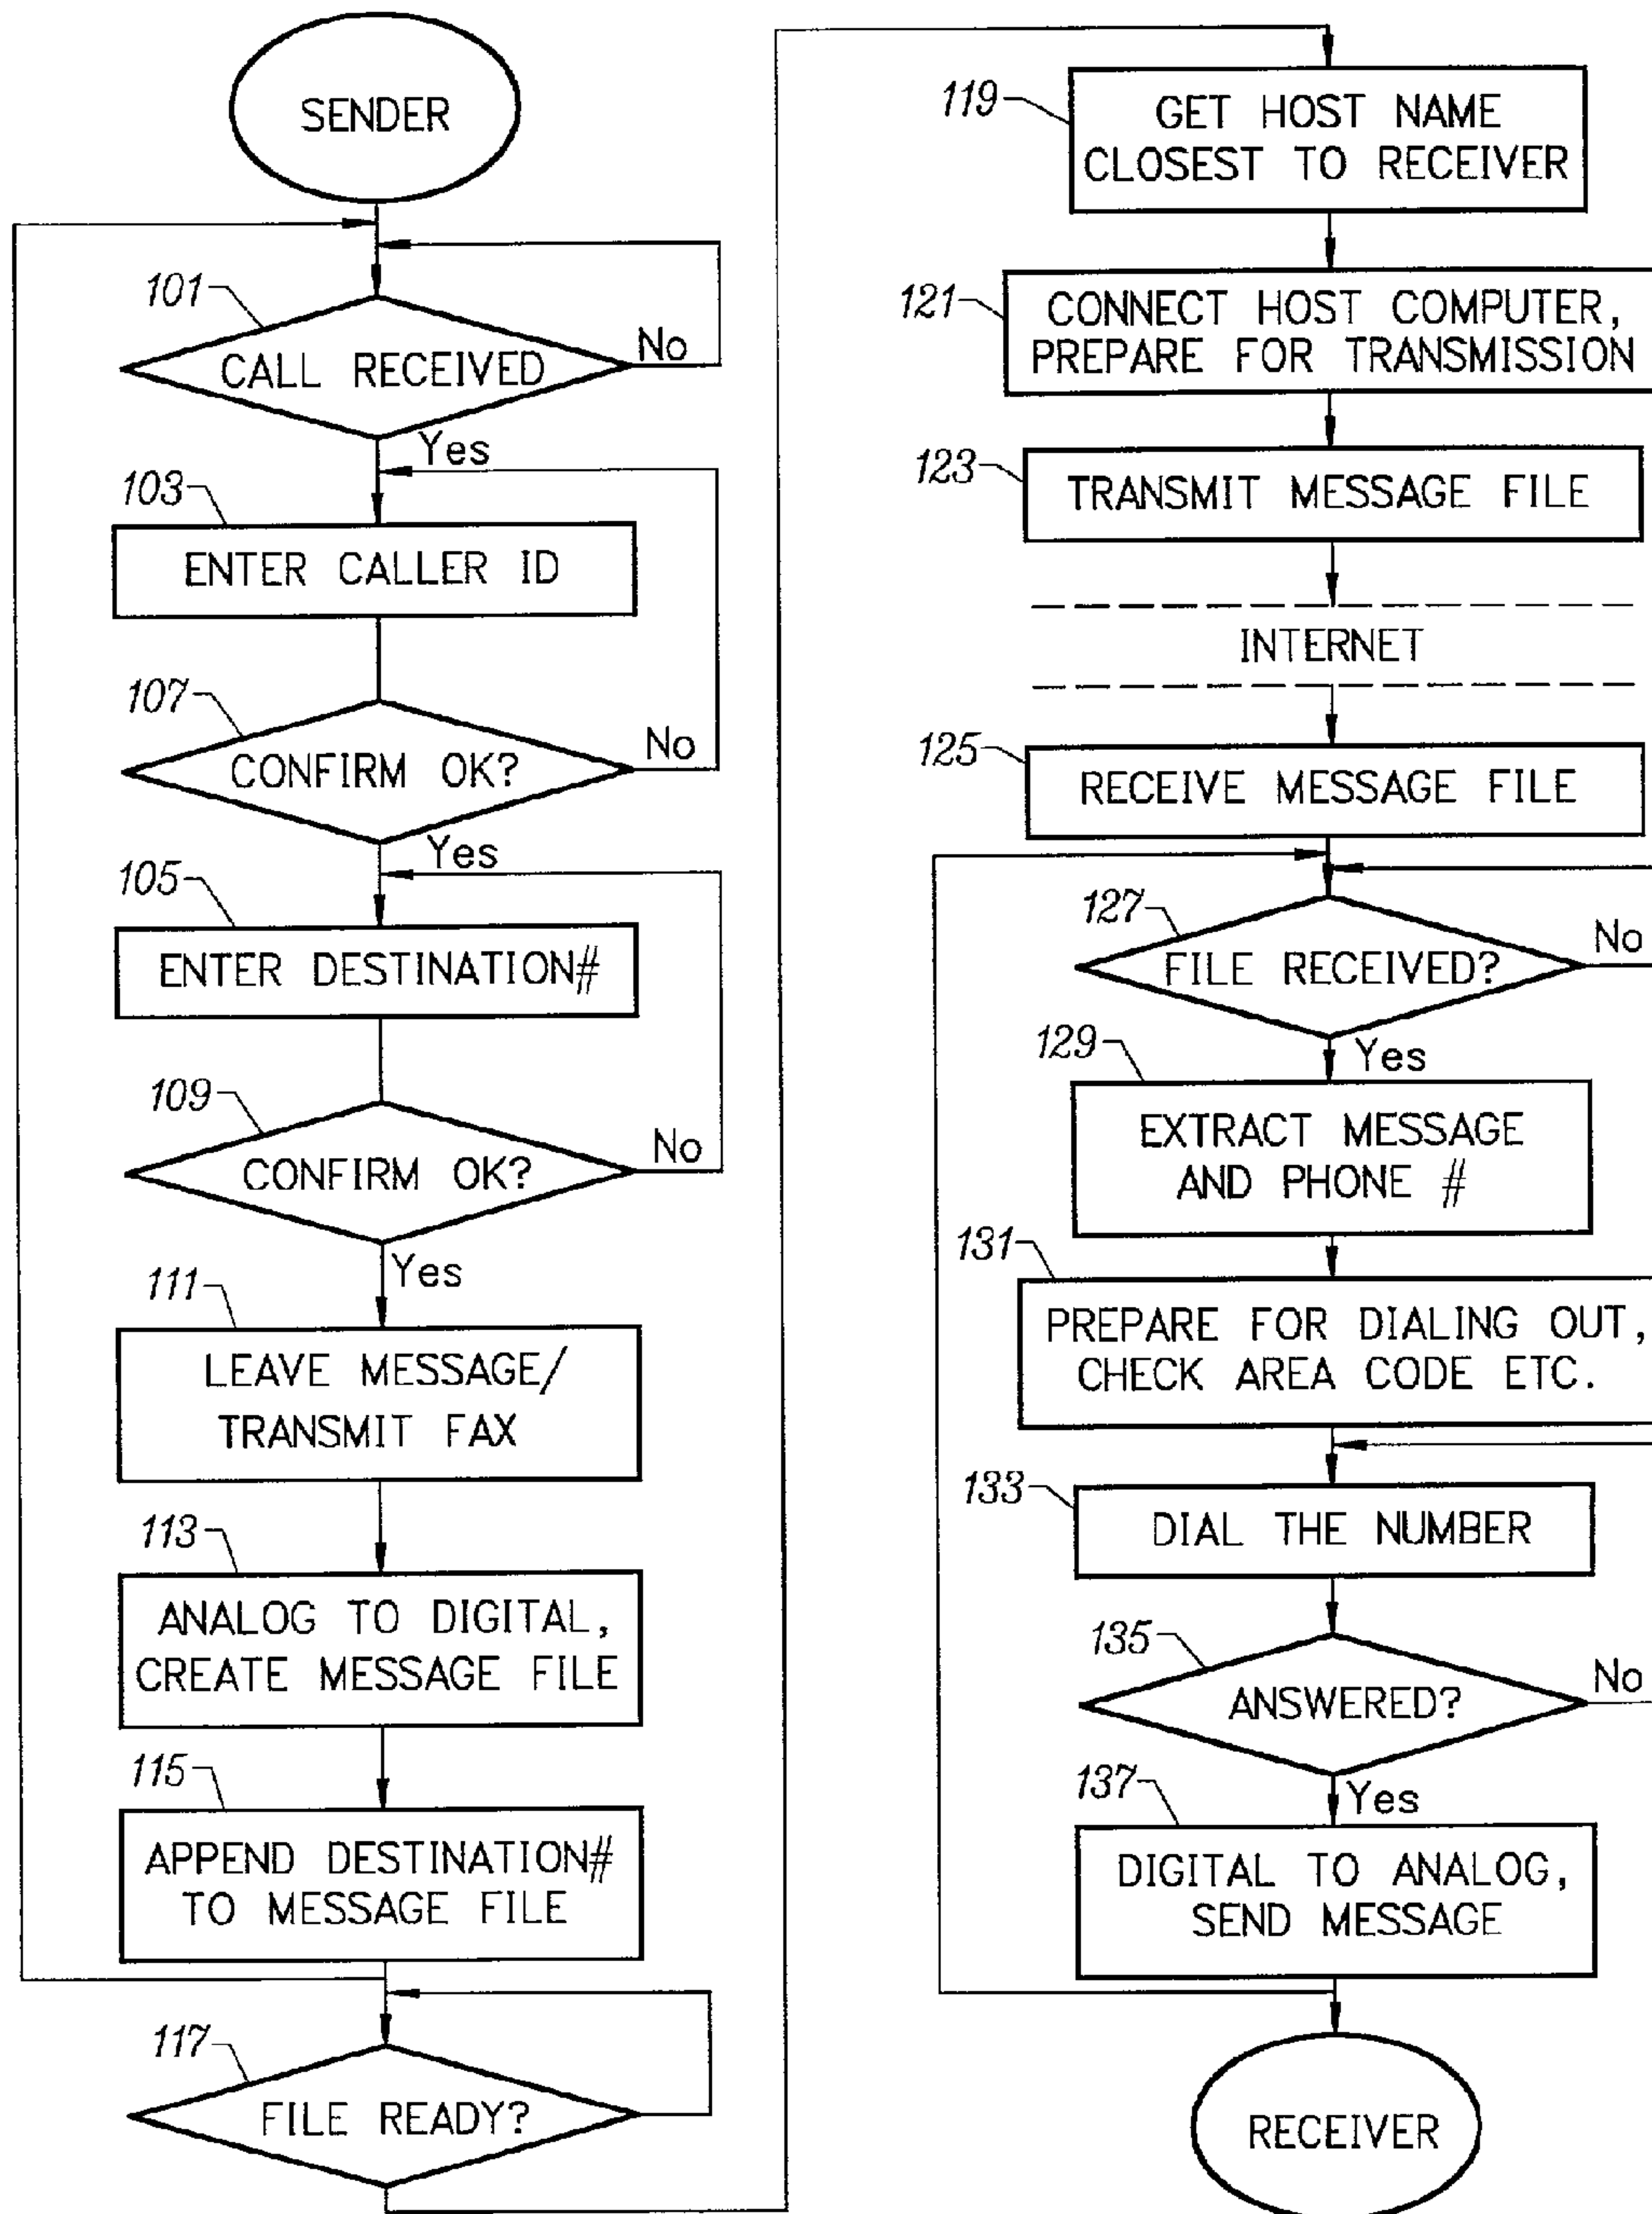 SENDER
101
CALL RECEIVED
No
Yes
103
ENTER CALLER ID
107
CONFIRM OK?
No
Yes
105
ENTER DESTINATION#
109
CONFIRM OK?
No
Yes
111
LEAVE MESSAGE/
TRANSMIT FAX
113
ANALOG TO DIGITAL,
CREATE MESSAGE FILE
115
APPEND DESTINATION#
TO MESSAGE FILE
117
FILE READY?
119
GET HOST NAME
CLOSEST TO RECEIVER
121
CONNECT HOST COMPUTER,
PREPARE FOR TRANSMISSION
123
TRANSMIT MESSAGE FILE
INTERNET
125
RECEIVE MESSAGE FILE
127
FILE RECEIVED?
No
Yes
129
EXTRACT MESSAGE
AND PHONE #
131
PREPARE FOR DIALING OUT,
CHECK AREA CODE ETC.
133
DIAL THE NUMBER
135
ANSWERED?
No
Yes
137
DIGITAL TO ANALOG,
SEND MESSAGE
RECEIVER